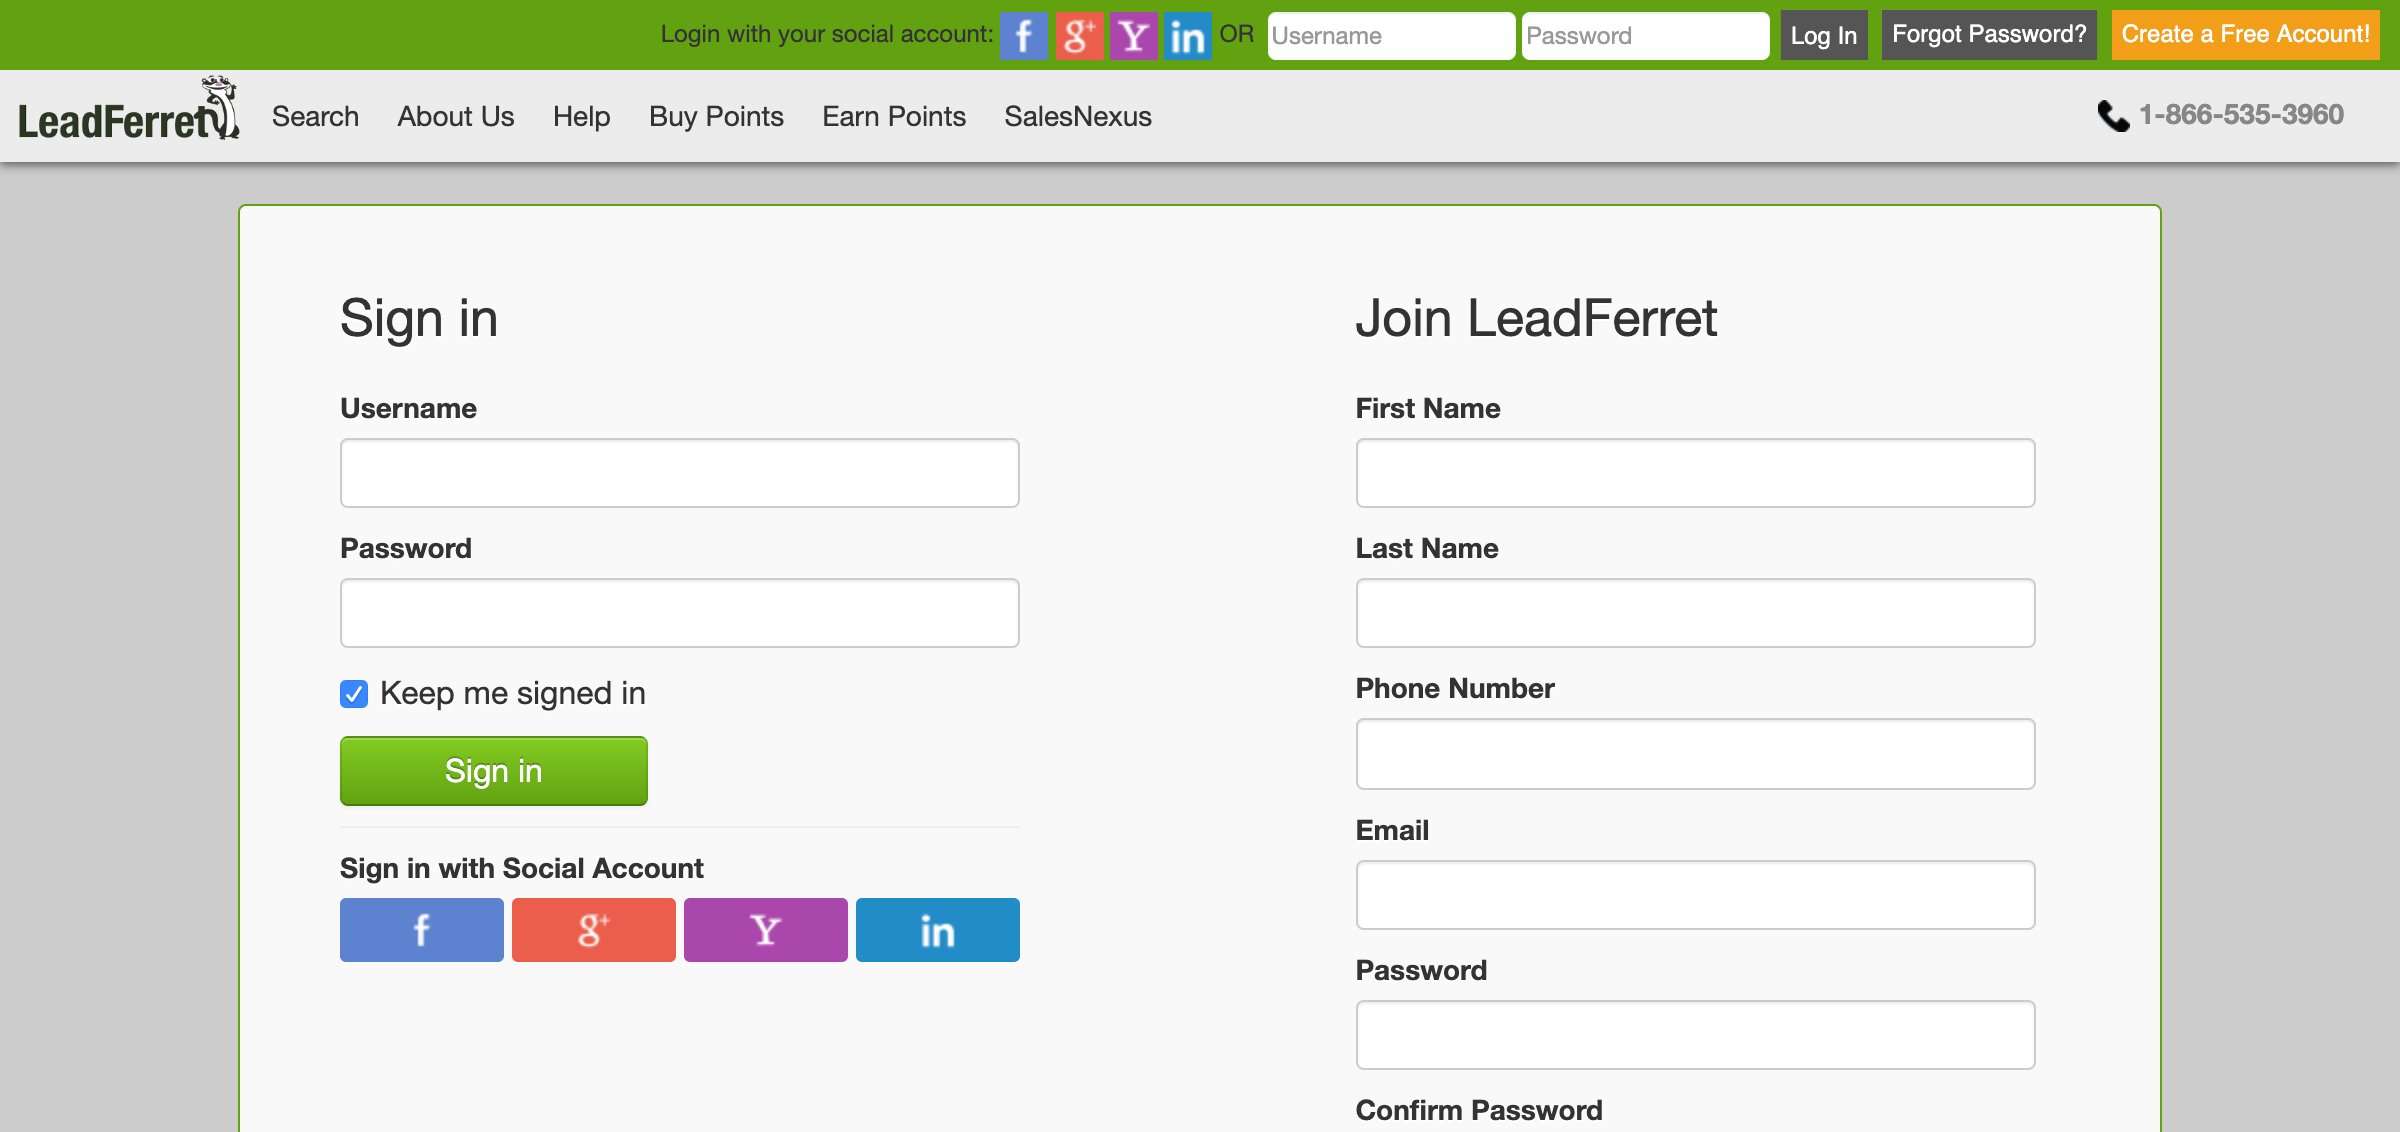 Login with your social account: f g+ Y in OR Username Password Log In Forgot Password? Create a Free Account!
LeadFerret Search About Us Help Buy Points Earn Points SalesNexus 1-866-535-3960
Sign in
Username
Password
Keep me signed in
Sign in
Sign in with Social Account
f g+ Y in
Join LeadFerret
First Name
Last Name
Phone Number
Email
Password
Confirm Password